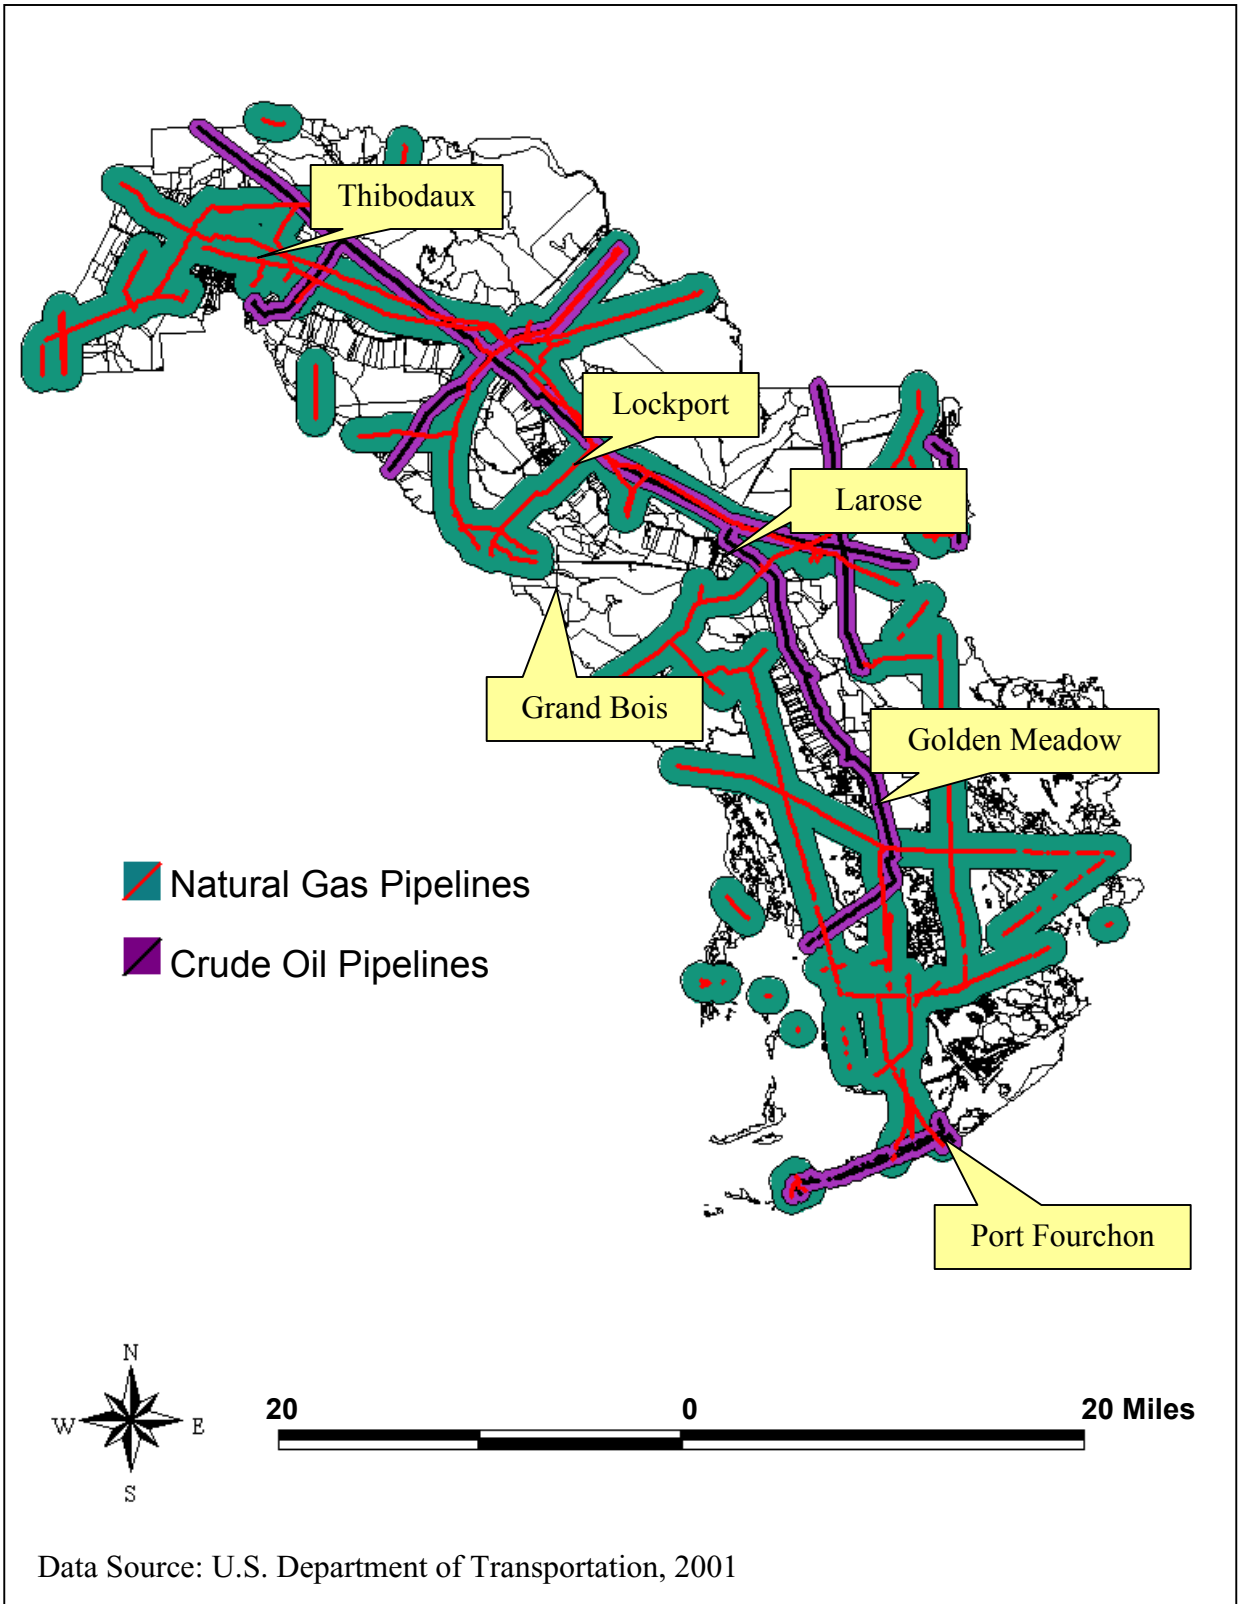 Thibodaux
Lockport
Larose
Grand Bois
Golden Meadow
Natural Gas Pipelines
Crude Oil Pipelines
Port Fourchon
N
W E
S
20 0 20 Miles
Data Source: U.S. Department of Transportation, 2001